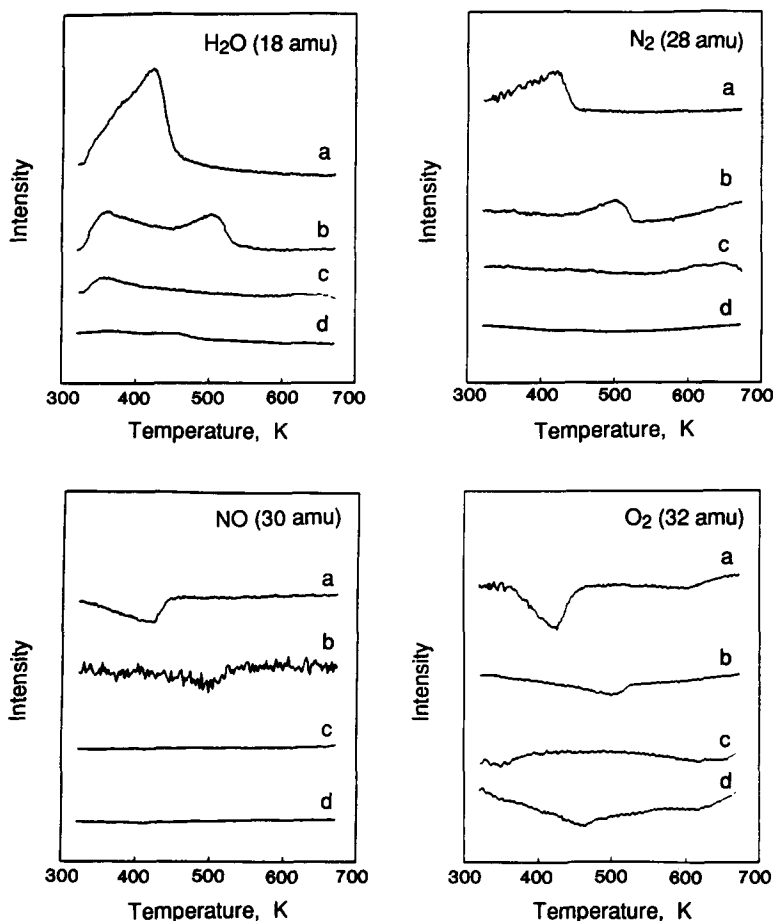 H2O (18 amu)
a
b
c
d
Intensity
300 400 500 600 700
Temperature, K
N2 (28 amu)
a
b
c
d
Intensity
300 400 500 600 700
Temperature, K
NO (30 amu)
a
b
c
d
Intensity
300 400 500 600 700
Temperature, K
O2 (32 amu)
a
b
c
d
Intensity
300 400 500 600 700
Temperature, K